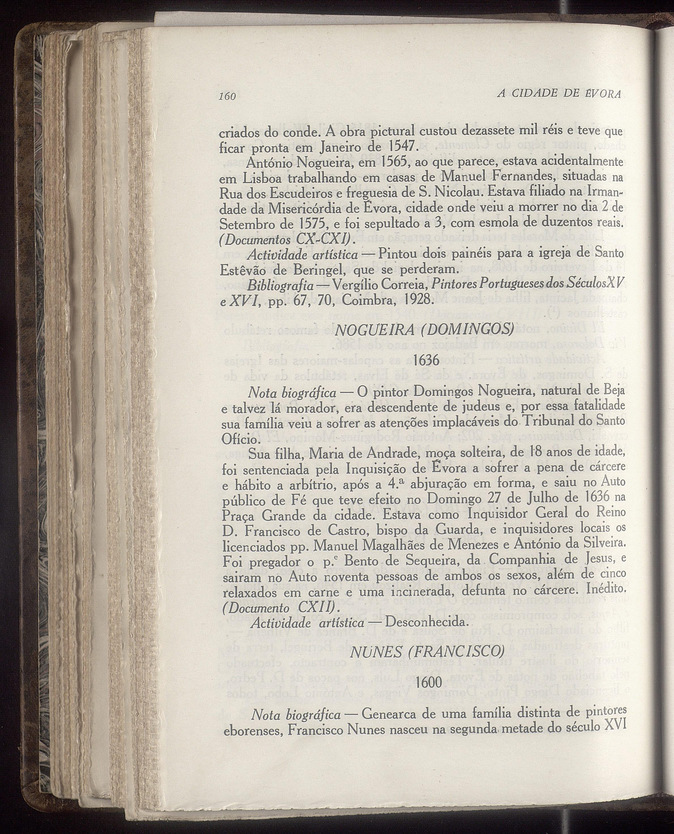 160
A CIDADE DE ÉVORA
criados do conde. A obra pictural custou dezassete mil réis e teve que
ficar pronta em Janeiro de 1547.
António Nogueira, em 1565, ao que parece, estava acidentalmente
em Lisboa trabalhando em casas de Manuel Fernandes, situadas na
Rua dos Escudeiros e freguesia de S. Nicolau. Estava filiado na Irman-
dade da Misericórdia de Évora, cidade onde veiu a morrer no dia 2 de
Setembro de 1575, e foi sepultado a 3, com esmola de duzentos reais.
(Documentos CX-CXI).
Actividade artística — Pintou dois painéis para a igreja de Santo
Estêvão de Beringel, que se perderam.
Bibliografia — Vergílio Correia, Pintores Portugueses dos Séculos XV
e XVI, pp. 67, 70, Coimbra, 1928.
NOGUEIRA (DOMINGOS)
1636
Nota biográfica — O pintor Domingos Nogueira, natural de Beja
e talvez lá morador, era descendente de judeus e, por essa fatalidade
sua família veiu a sofrer as atenções implacáveis do Tribunal do Santo
Ofício.
Sua filha, Maria de Andrade, moça solteira, de 18 anos de idade,
foi sentenciada pela Inquisição de Évora a sofrer a pena de cárcere
e hábito a arbítrio, após a 4.ª abjuração em forma, e saiu no Auto
público de Fé que teve efeito no Domingo 27 de Julho de 1636 na
Praça Grande da cidade. Estava como Inquisidor Geral do Reino
D. Francisco de Castro, bispo da Guarda, e inquisidores locais os
licenciados pp. Manuel Magalhães de Menezes e António da Silveira.
Foi pregador o p.e Bento de Sequeira, da Companhia de Jesus, e
sairam no Auto noventa pessoas de ambos os sexos, além de cinco
relaxados em carne e uma incinerada, defunta no cárcere. Inédito.
(Documento CXII).
Actividade artística — Desconhecida.
NUNES (FRANCISCO)
1600
Nota biográfica — Genearca de uma família distinta de pintores
eborenses, Francisco Nunes nasceu na segunda metade do século XVI